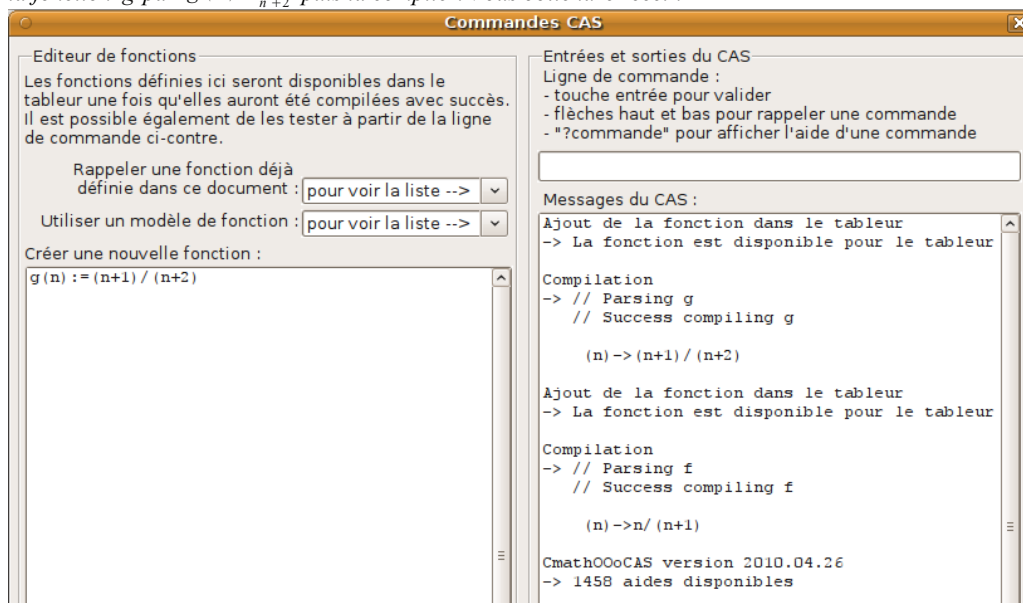 n+2
Commandes CAS
Editeur de fonctions
Les fonctions définies ici seront disponibles dans le
tableur une fois qu'elles auront été compilées avec succès.
Il est possible également de les tester à partir de la ligne
de commande ci-contre.
Rappeler une fonction déjà
définie dans ce document : pour voir la liste -->
Utiliser un modèle de fonction : pour voir la liste -->
Créer une nouvelle fonction :
g(n):=(n+1)/(n+2)
Entrées et sorties du CAS
Ligne de commande :
- touche entrée pour valider
- flèches haut et bas pour rappeler une commande
- "?commande" pour afficher l'aide d'une commande
Messages du CAS :
Ajout de la fonction dans le tableur
-> La fonction est disponible pour le tableur
Compilation
-> // Parsing g
// Success compiling g
(n)->(n+1)/(n+2)
Ajout de la fonction dans le tableur
-> La fonction est disponible pour le tableur
Compilation
-> // Parsing f
// Success compiling f
(n)->n/(n+1)
CmathOOoCAS version 2010.04.26
-> 1458 aides disponibles